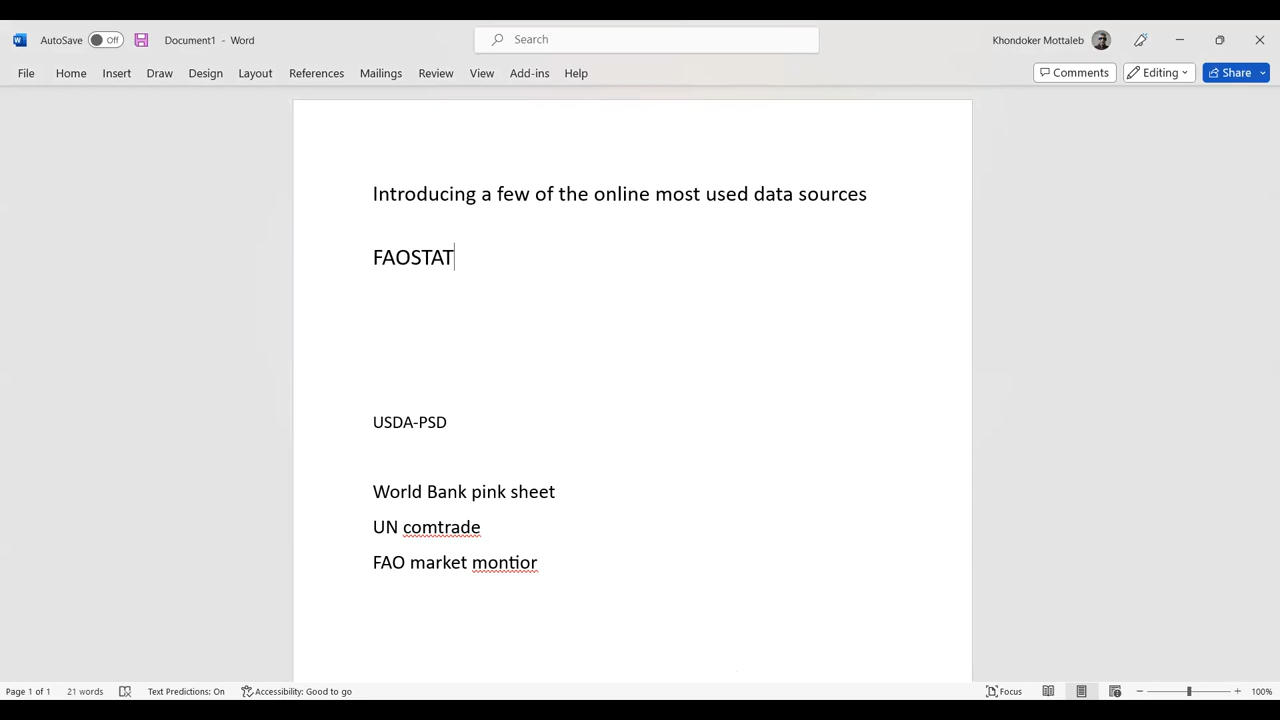 AutoSave Off Document1 - Word Search Khondoker Mottaleb
File Home Insert Draw Design Layout References Mailings Review View Add-ins Help Comments Editing Share
Introducing a few of the online most used data sources
FAOSTAT
USDA-PSD
World Bank pink sheet
UN comtrade
FAO market montior
Page 1 of 1 21 words Text Predictions: On Accessibility: Good to go Focus 100%